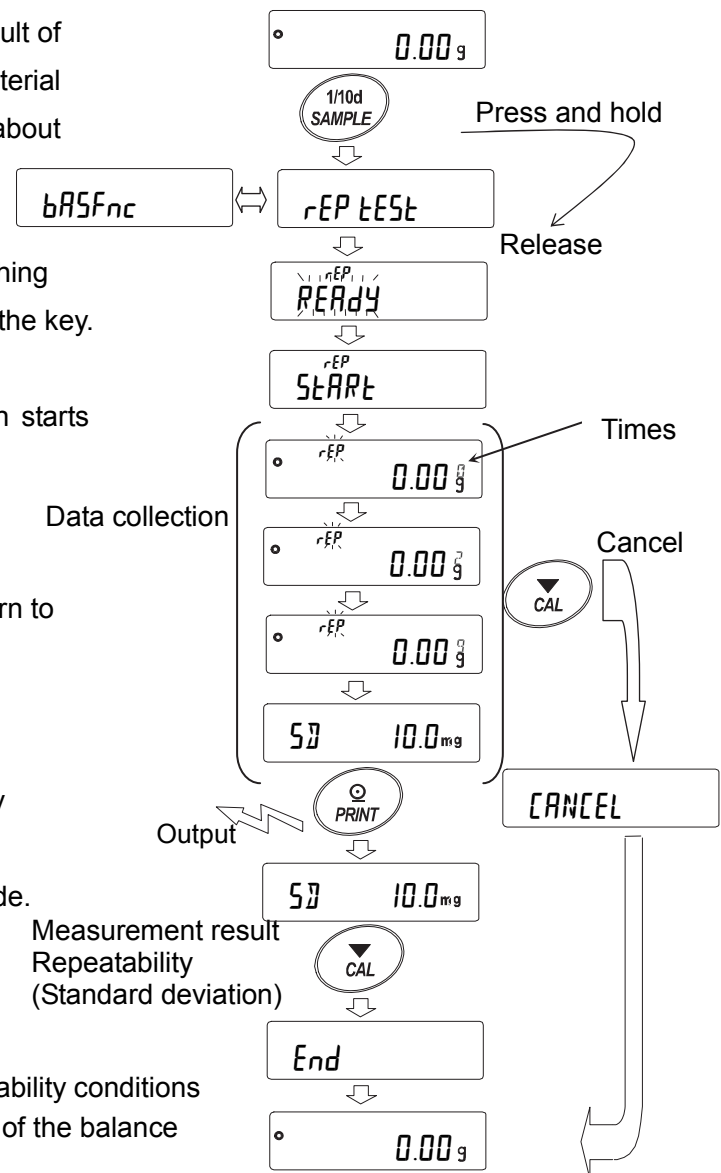 ult of
0.00 g
terial
1/10d
SAMPLE
Press and hold
about
bASFnc
rEP tESt
Release
ning
rEP
REAdY
the key.
rEP
StARt
n starts
Times
rEP
0.00
Data collection
rEP
0.00
Cancel
CAL
rn to
rEP
0.00
SD 10.0 mg
y
PRINT
CANCEL
Output
SD 10.0 mg
de.
Measurement result
Repeatability
(Standard deviation)
CAL
End
ability conditions
of the balance
0.00 g